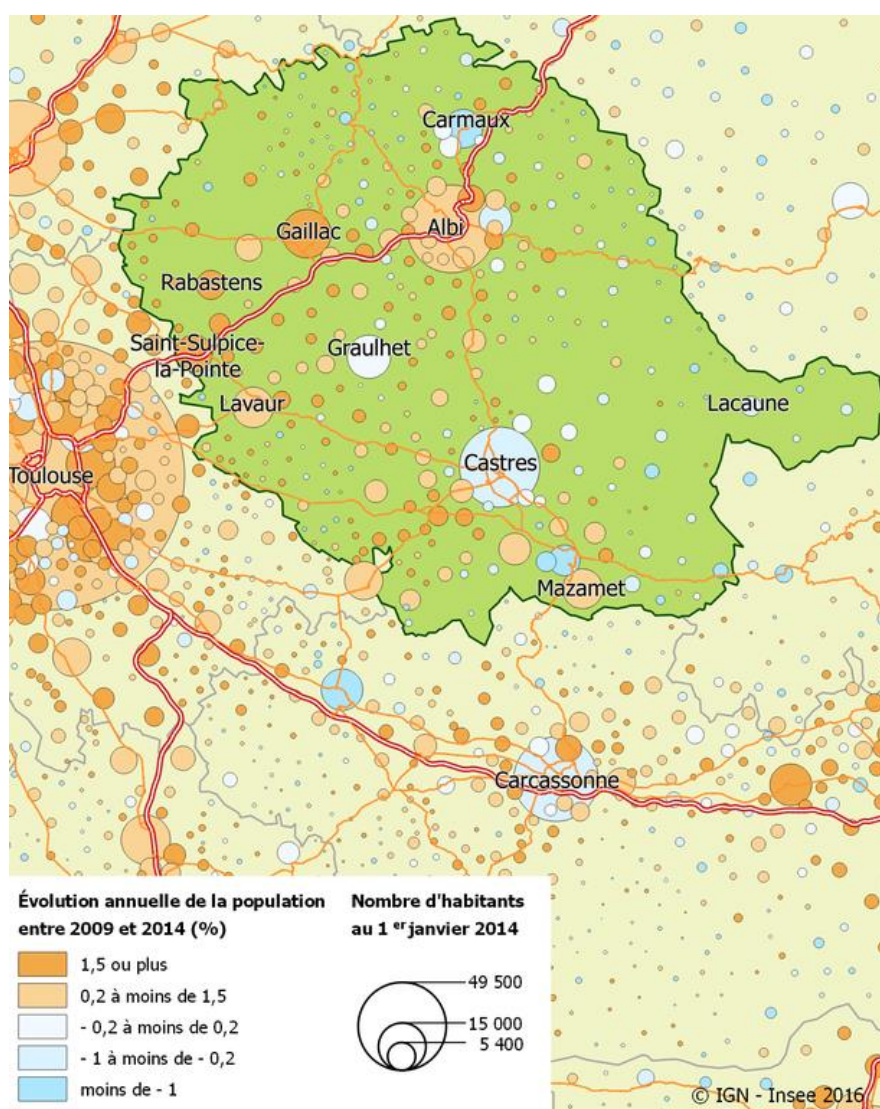 Carmaux
Albi
Gaillac
Rabastens
Saint-Sulpice-
la-Pointe
Graulhet
Lavaur
Lacaune
Castres
Toulouse
Mazamet
Carcassonne
Évolution annuelle de la population
entre 2009 et 2014 (%)
1,5 ou plus
0,2 à moins de 1,5
- 0,2 à moins de 0,2
- 1 à moins de - 0,2
moins de - 1
Nombre d'habitants
au 1 er janvier 2014
49 500
15 000
5 400
© IGN - Insee 2016